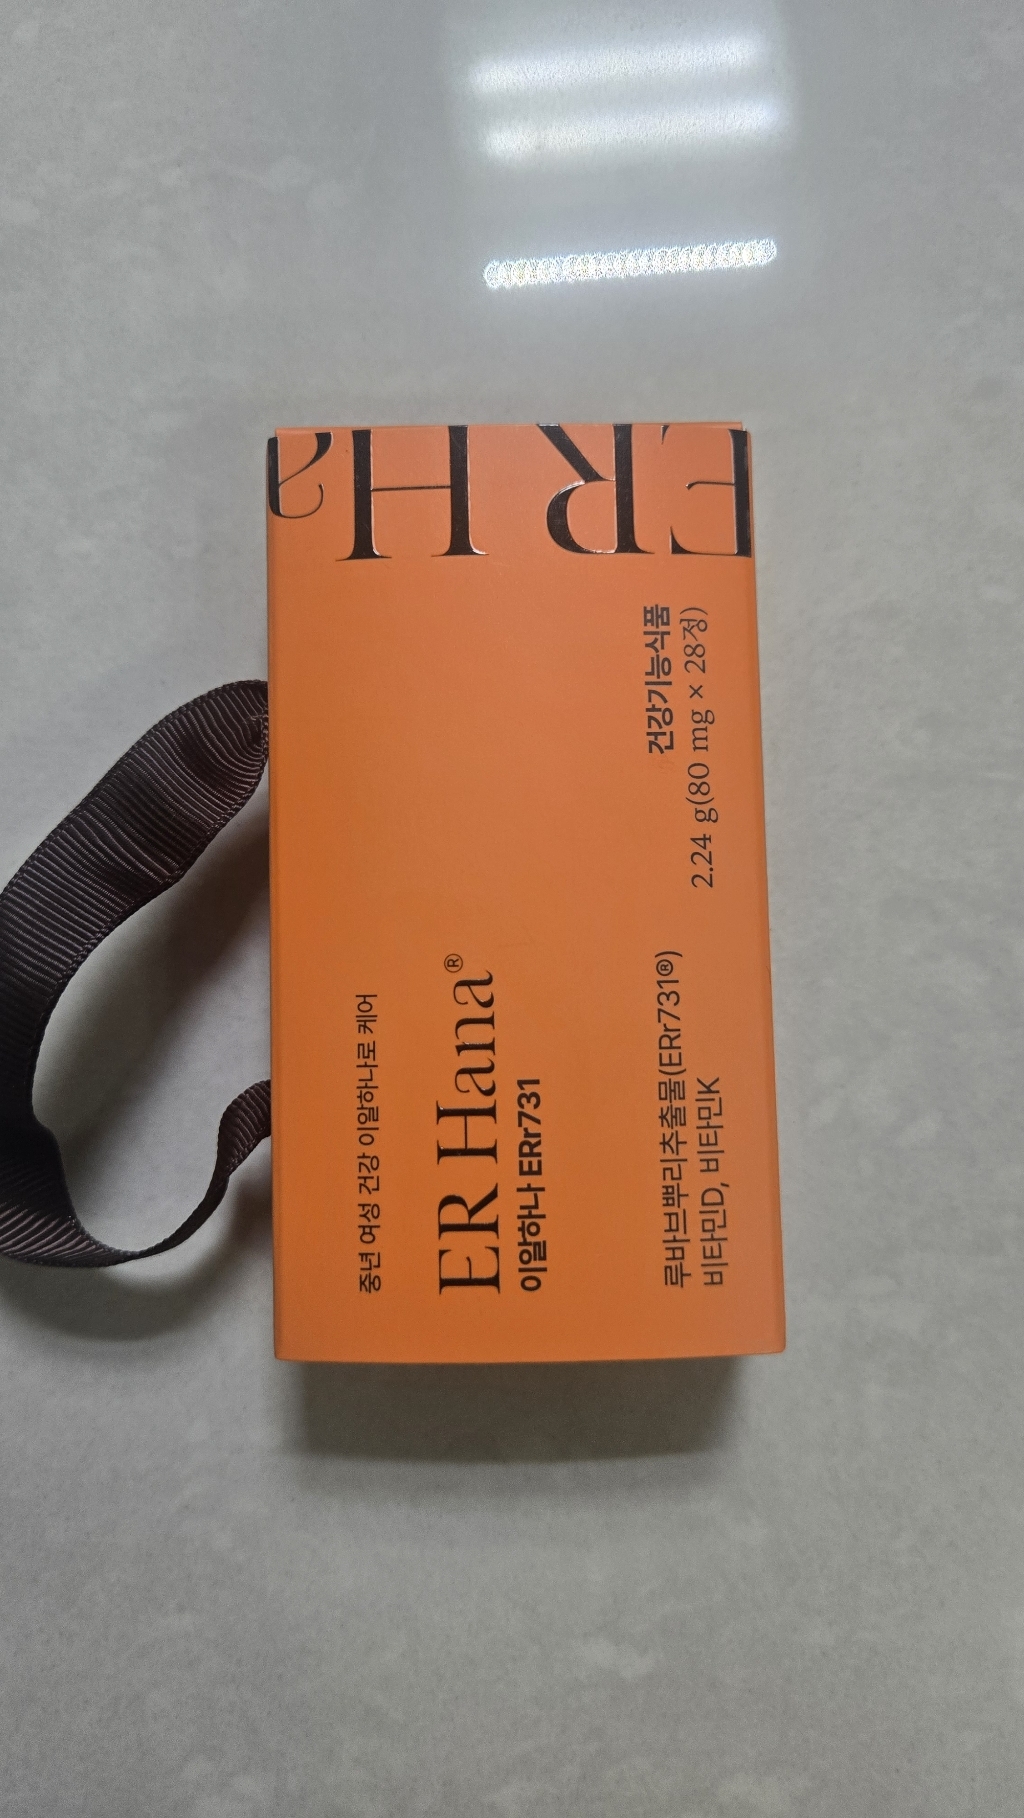 중년 여성 건강 이알하나로 케어
ER Hana®
이알하나 ERr731
루바브뿌리추출물(ERr731®)
비타민D, 비타민K
건강기능식품
2.24 g(80 mg × 28정)
ER Ha